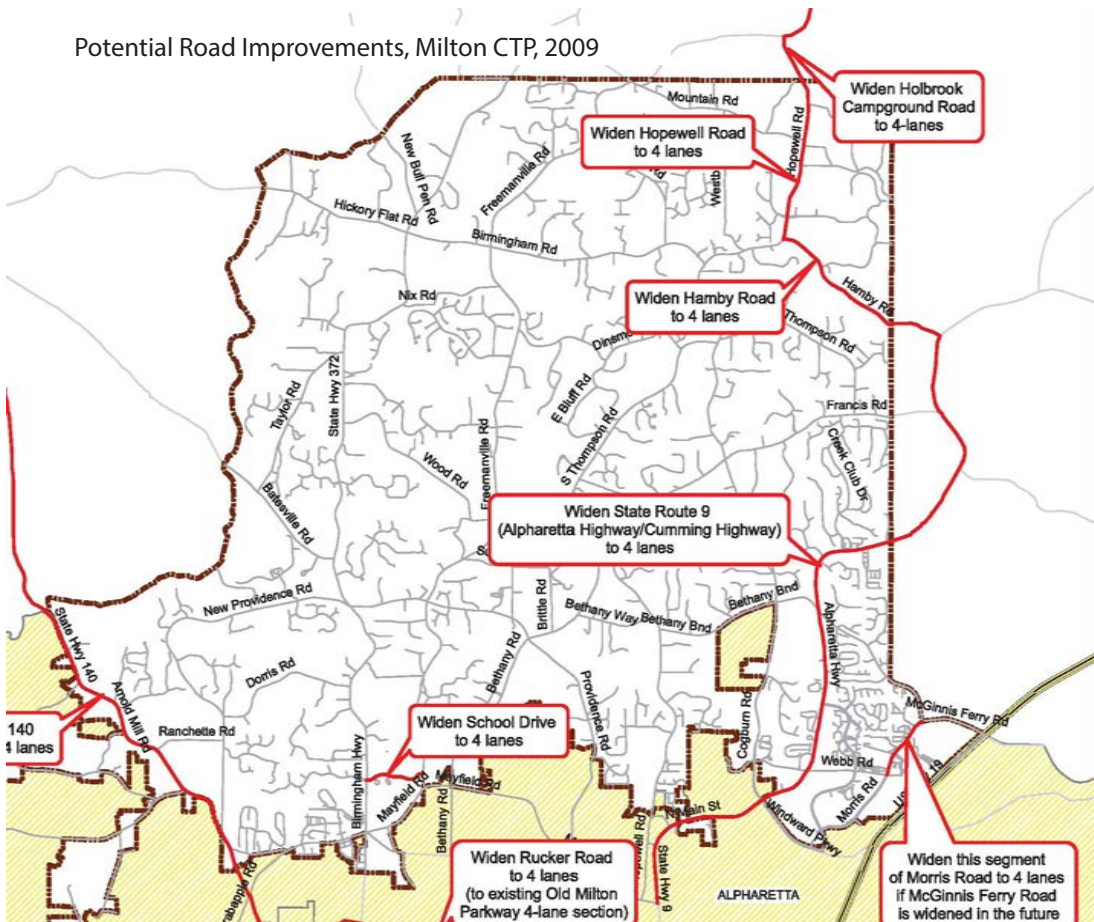 Potential Road Improvements, Milton CTP, 2009
Widen Holbrook
Campground Road
to 4-lanes
Mountain Rd
Hopewell Rd
Widen Hopewell Road
to 4 lanes
New Bull Pen Rd
Freemanville Rd
Rd
Hickory Flat Rd
Birmingham Rd
Hamby Rd
Widen Hamby Road
to 4 lanes
Nix Rd
Thompson Rd
State Hwy 372
Taylor Rd
E Bluff Rd
Francis Rd
S Thompson Rd
Creek Club Dr
Wood Rd
Freemanville Rd
Batesville Rd
Widen State Route 9
(Alpharetta Highway/Cumming Highway)
to 4 lanes
New Providence Rd
Brittle Rd
Bethany Way
Bethany Bnd
Bethany Bnd
Alpharetta Hwy
State Hwy 140
Dorris Rd
Bethany Rd
Providence Rd
Arnold Mill Rd
Ranchette Rd
140
4 lanes
Widen School Drive
to 4 lanes
Cogburn Rd
McGinnis Ferry Rd
Webb Rd
Morris Rd
19
Birmingham Hwy
Mayfield Rd
Mayfield Rd
Bethany Rd
N Main St
Windward Pkwy
State Hwy 9
Widen Rucker Road
to 4 lanes
(to existing Old Milton
Parkway 4-lane section)
ALPHARETTA
Widen this segment
of Morris Road to 4 lanes
if McGinnis Ferry Road
is widened in the future